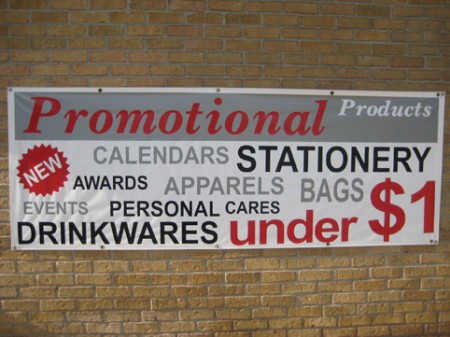 Promotional Products
NEW
CALENDARS STATIONERY
AWARDS APPARELS BAGS
EVENTS PERSONAL CARES
DRINKWARES under $1